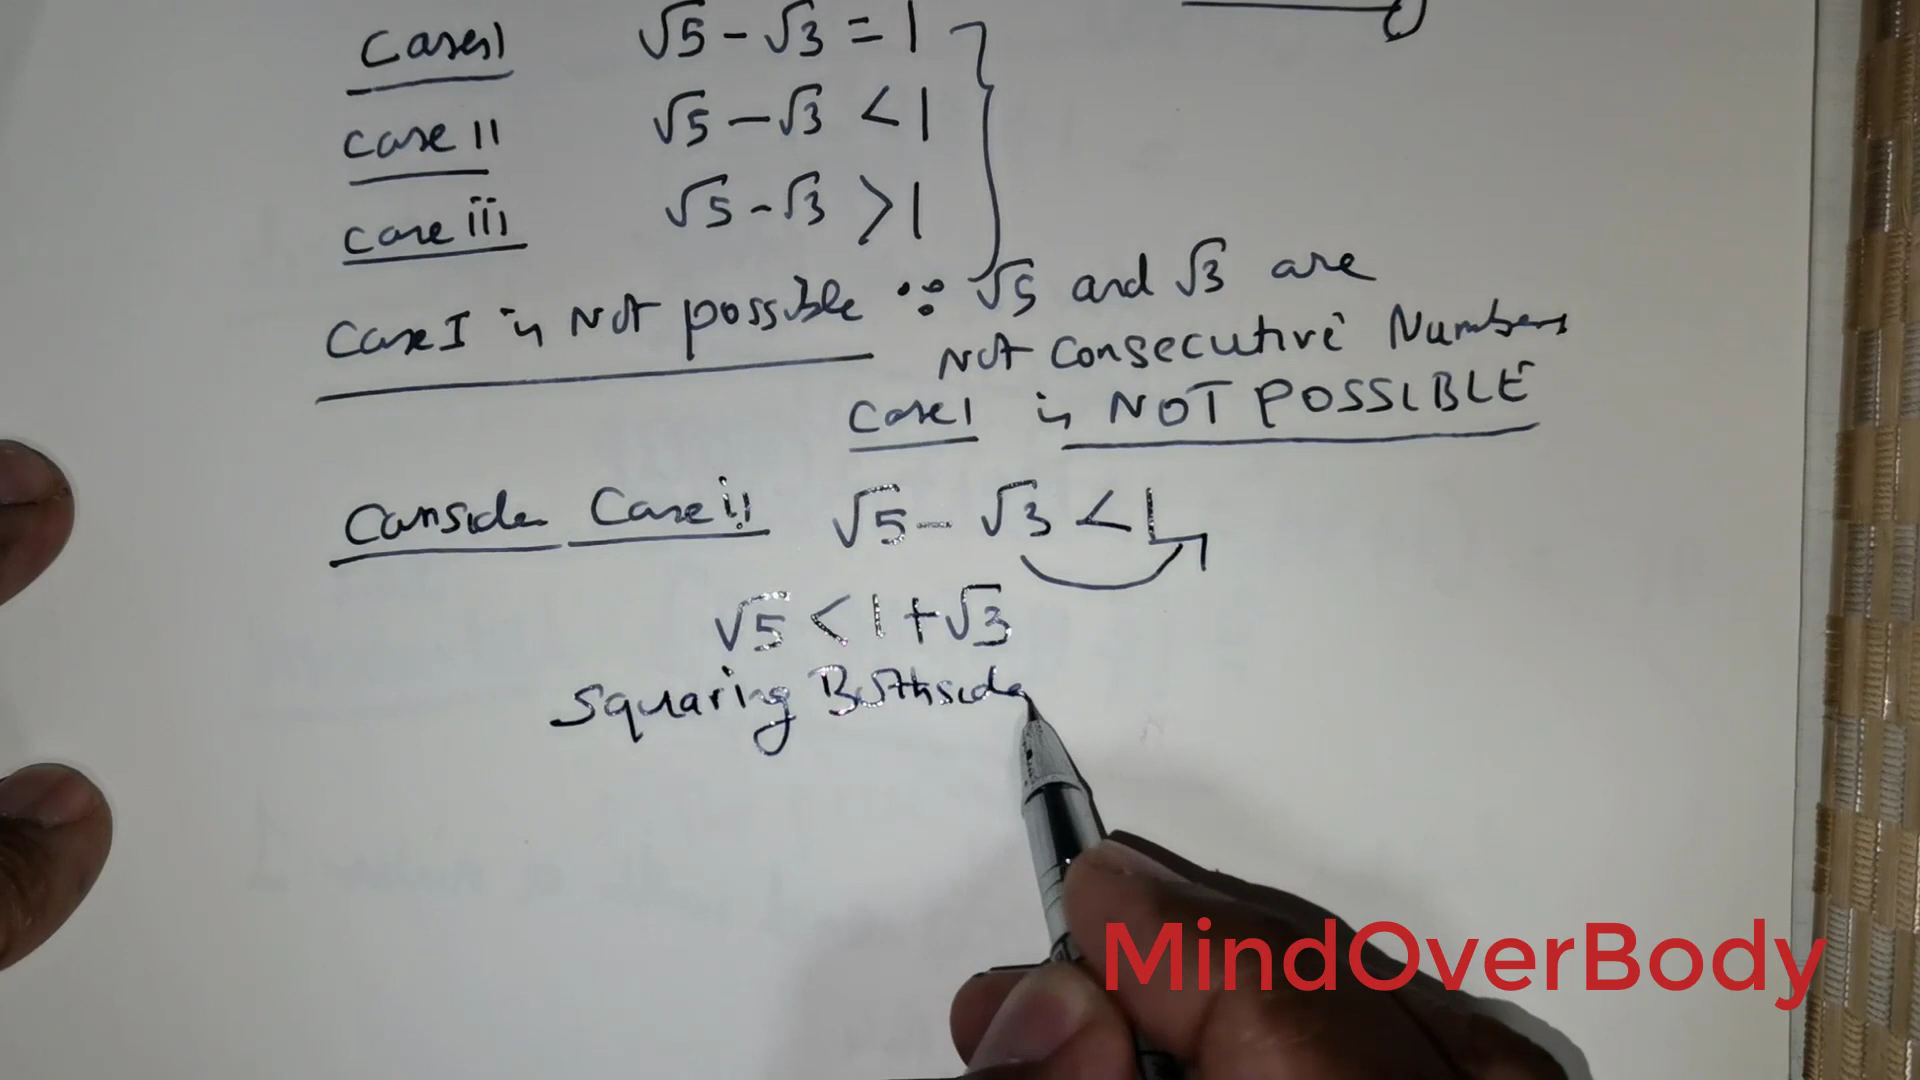 Case I √5 - √3 = 1
Case II √5 - √3 < 1
Case iii √5 - √3 > 1
Case I is Not possible ∵ √5 and √3 are
Not Consecutive Numbers
Case I is NOT POSSIBLE
Consider Case ii √5 - √3 < 1
√5 < 1 + √3
Squaring Both side
MindOverBody